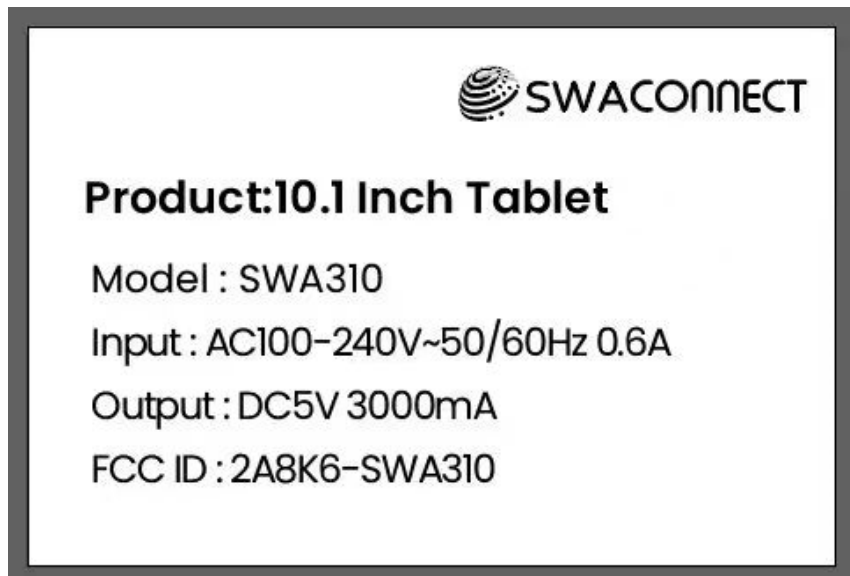 SWACONNECT
Product:10.1 Inch Tablet
Model : SWA310
Input : AC100-240V~50/60Hz 0.6A
Output : DC5V 3000mA
FCC ID : 2A8K6-SWA310